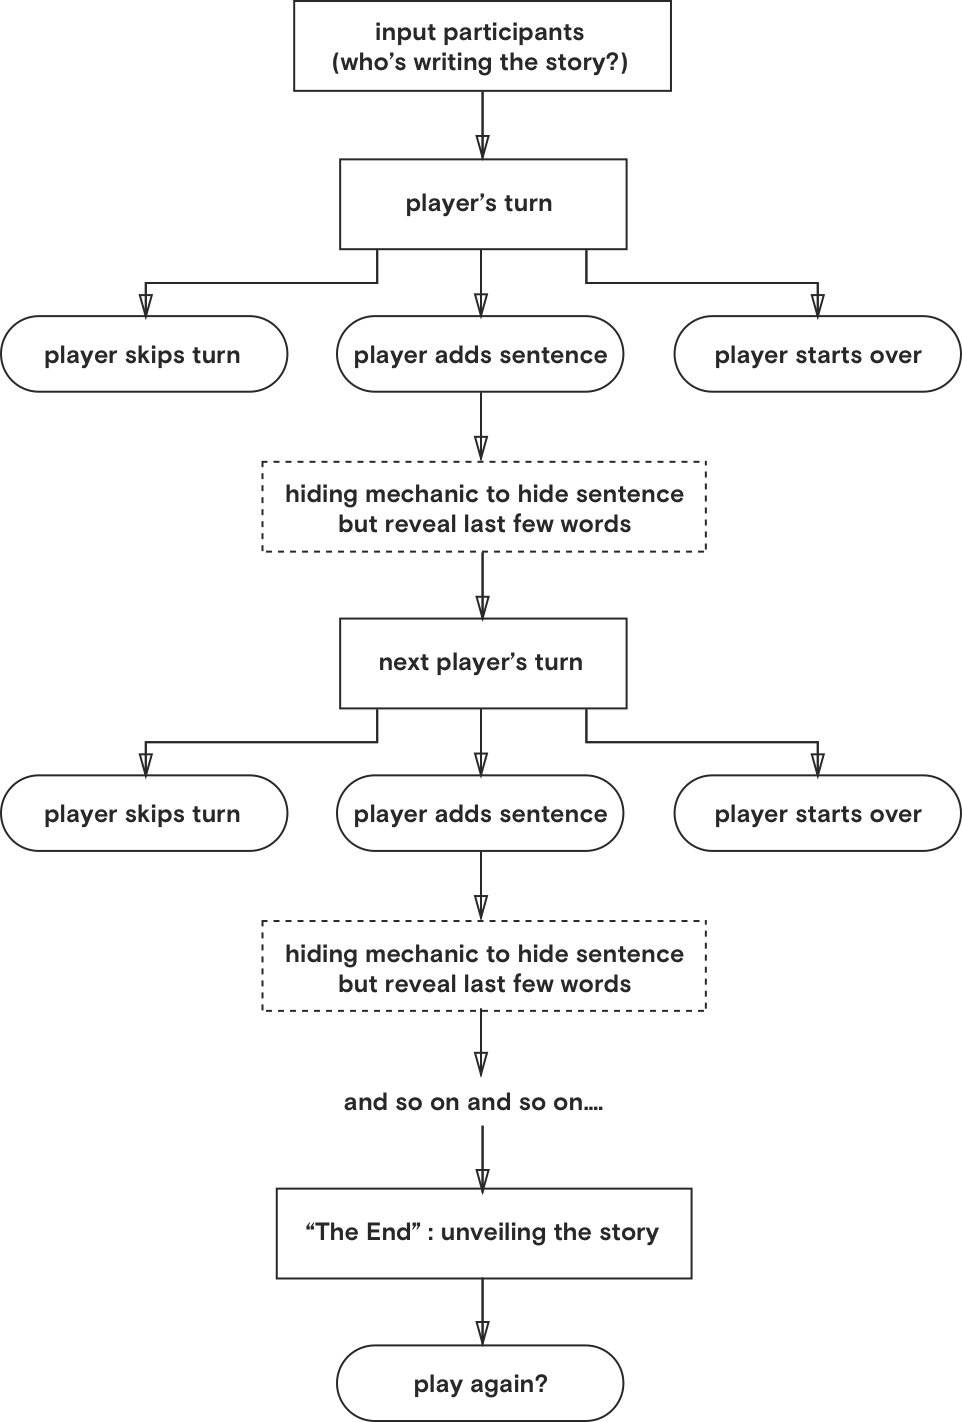 input participants
(who’s writing the story?)
player’s turn
player skips turn
player adds sentence
player starts over
hiding mechanic to hide sentence
but reveal last few words
next player’s turn
player skips turn
player adds sentence
player starts over
hiding mechanic to hide sentence
but reveal last few words
and so on and so on....
“The End” : unveiling the story
play again?